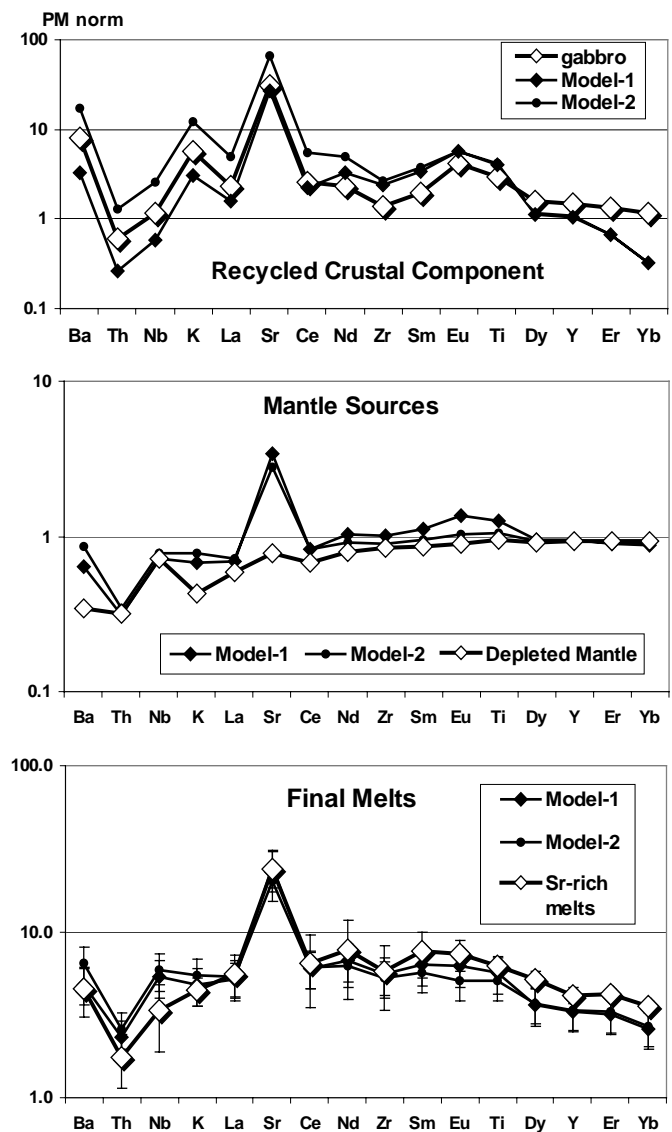 PM norm
100
10
1
0.1
gabbro
Model-1
Model-2
Recycled Crustal Component
Ba Th Nb K La Sr Ce Nd Zr Sm Eu Ti Dy Y Er Yb
10
1
0.1
Mantle Sources
Model-1 Model-2 Depleted Mantle
Ba Th Nb K La Sr Ce Nd Zr Sm Eu Ti Dy Y Er Yb
100.0
10.0
1.0
Final Melts
Model-1
Model-2
Sr-rich
melts
Ba Th Nb K La Sr Ce Nd Zr Sm Eu Ti Dy Y Er Yb